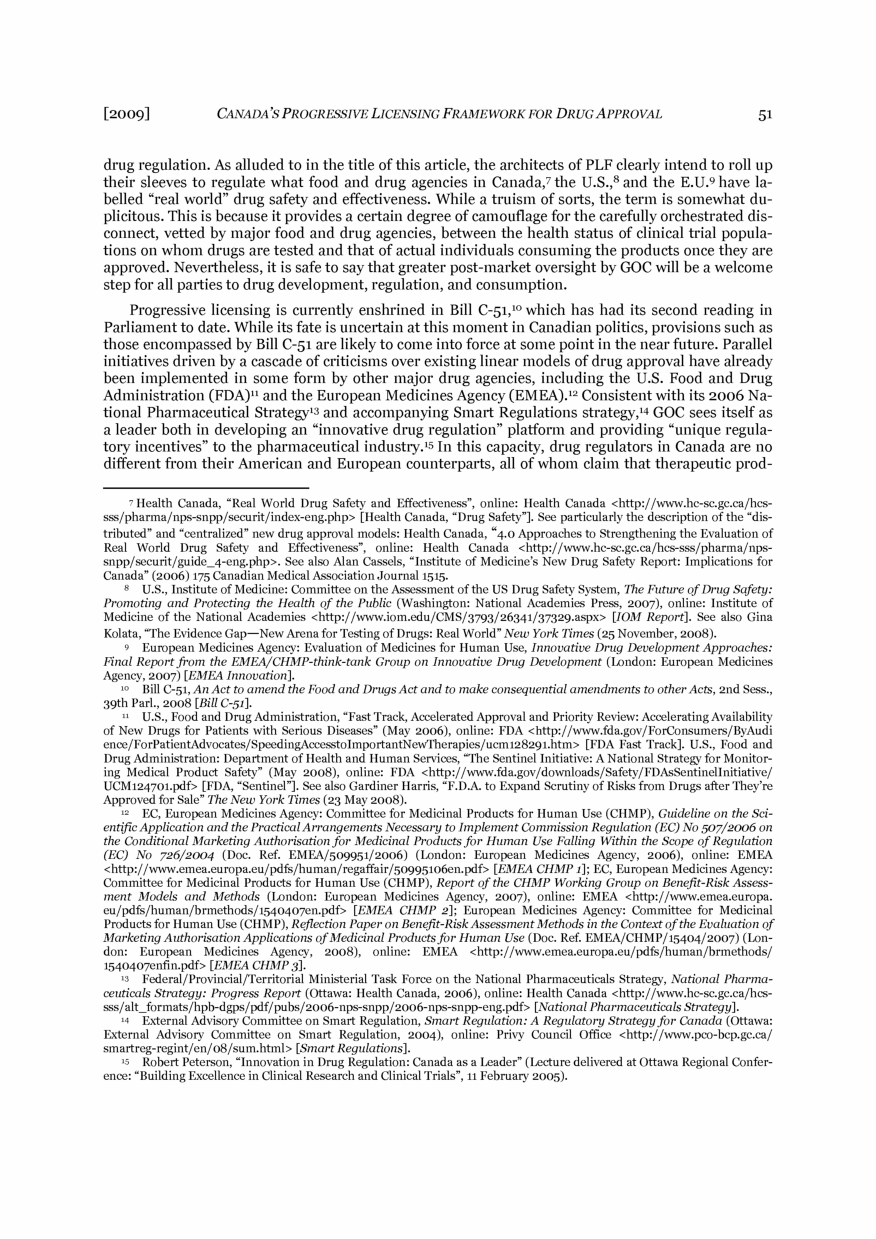 [2009] CANADA'S PROGRESSIVE LICENSING FRAMEWORK FOR DRUG APPROVAL 51
drug regulation. As alluded to in the title of this article, the architects of PLF clearly intend to roll up
their sleeves to regulate what food and drug agencies in Canada,⁷ the U.S.,⁸ and the E.U.⁹ have la-
belled “real world” drug safety and effectiveness. While a truism of sorts, the term is somewhat du-
plicitous. This is because it provides a certain degree of camouflage for the carefully orchestrated dis-
connect, vetted by major food and drug agencies, between the health status of clinical trial popula-
tions on whom drugs are tested and that of actual individuals consuming the products once they are
approved. Nevertheless, it is safe to say that greater post-market oversight by GOC will be a welcome
step for all parties to drug development, regulation, and consumption.
Progressive licensing is currently enshrined in Bill C-51,¹⁰ which has had its second reading in
Parliament to date. While its fate is uncertain at this moment in Canadian politics, provisions such as
those encompassed by Bill C-51 are likely to come into force at some point in the near future. Parallel
initiatives driven by a cascade of criticisms over existing linear models of drug approval have already
been implemented in some form by other major drug agencies, including the U.S. Food and Drug
Administration (FDA)¹¹ and the European Medicines Agency (EMEA).¹² Consistent with its 2006 Na-
tional Pharmaceutical Strategy¹³ and accompanying Smart Regulations strategy,¹⁴ GOC sees itself as
a leader both in developing an “innovative drug regulation” platform and providing “unique regula-
tory incentives” to the pharmaceutical industry.¹⁵ In this capacity, drug regulators in Canada are no
different from their American and European counterparts, all of whom claim that therapeutic prod-
⁷ Health Canada, “Real World Drug Safety and Effectiveness”, online: Health Canada <http://www.hc-sc.gc.ca/hcs-
sss/pharma/nps-snpp/securit/index-eng.php> [Health Canada, “Drug Safety”]. See particularly the description of the “dis-
tributed” and “centralized” new drug approval models: Health Canada, “4.0 Approaches to Strengthening the Evaluation of
Real World Drug Safety and Effectiveness”, online: Health Canada <http://www.hc-sc.gc.ca/hcs-sss/pharma/nps-
snpp/securit/guide_4-eng.php>. See also Alan Cassels, “Institute of Medicine’s New Drug Safety Report: Implications for
Canada” (2006) 175 Canadian Medical Association Journal 1515.
⁸ U.S., Institute of Medicine: Committee on the Assessment of the US Drug Safety System, The Future of Drug Safety:
Promoting and Protecting the Health of the Public (Washington: National Academies Press, 2007), online: Institute of
Medicine of the National Academies <http://www.iom.edu/CMS/3793/26341/37329.aspx> [IOM Report]. See also Gina
Kolata, “The Evidence Gap—New Arena for Testing of Drugs: Real World” New York Times (25 November, 2008).
⁹ European Medicines Agency: Evaluation of Medicines for Human Use, Innovative Drug Development Approaches:
Final Report from the EMEA/CHMP-think-tank Group on Innovative Drug Development (London: European Medicines
Agency, 2007) [EMEA Innovation].
¹⁰ Bill C-51, An Act to amend the Food and Drugs Act and to make consequential amendments to other Acts, 2nd Sess.,
39th Parl., 2008 [Bill C-51].
¹¹ U.S., Food and Drug Administration, “Fast Track, Accelerated Approval and Priority Review: Accelerating Availability
of New Drugs for Patients with Serious Diseases” (May 2006), online: FDA <http://www.fda.gov/ForConsumers/ByAudi
ence/ForPatientAdvocates/SpeedingAccesstoImportantNewTherapies/ucm128291.htm> [FDA Fast Track]. U.S., Food and
Drug Administration: Department of Health and Human Services, “The Sentinel Initiative: A National Strategy for Monitor-
ing Medical Product Safety” (May 2008), online: FDA <http://www.fda.gov/downloads/Safety/FDAsSentinelInitiative/
UCM124701.pdf> [FDA, “Sentinel”]. See also Gardiner Harris, “F.D.A. to Expand Scrutiny of Risks from Drugs after They’re
Approved for Sale” The New York Times (23 May 2008).
¹² EC, European Medicines Agency: Committee for Medicinal Products for Human Use (CHMP), Guideline on the Sci-
entific Application and the Practical Arrangements Necessary to Implement Commission Regulation (EC) No 507/2006 on
the Conditional Marketing Authorisation for Medicinal Products for Human Use Falling Within the Scope of Regulation
(EC) No 726/2004 (Doc. Ref. EMEA/509951/2006) (London: European Medicines Agency, 2006), online: EMEA
<http://www.emea.europa.eu/pdfs/human/regaffair/50995106en.pdf> [EMEA CHMP 1]; EC, European Medicines Agency:
Committee for Medicinal Products for Human Use (CHMP), Report of the CHMP Working Group on Benefit-Risk Assess-
ment Models and Methods (London: European Medicines Agency, 2007), online: EMEA <http://www.emea.europa.
eu/pdfs/human/brmethods/1540407en.pdf> [EMEA CHMP 2]; European Medicines Agency: Committee for Medicinal
Products for Human Use (CHMP), Reflection Paper on Benefit-Risk Assessment Methods in the Context of the Evaluation of
Marketing Authorisation Applications of Medicinal Products for Human Use (Doc. Ref. EMEA/CHMP/15404/2007) (Lon-
don: European Medicines Agency, 2008), online: EMEA <http://www.emea.europa.eu/pdfs/human/brmethods/
1540407enfin.pdf> [EMEA CHMP 3].
¹³ Federal/Provincial/Territorial Ministerial Task Force on the National Pharmaceuticals Strategy, National Pharma-
ceuticals Strategy: Progress Report (Ottawa: Health Canada, 2006), online: Health Canada <http://www.hc-sc.gc.ca/hcs-
sss/alt_formats/hpb-dgps/pdf/pubs/2006-nps-snpp/2006-nps-snpp-eng.pdf> [National Pharmaceuticals Strategy].
¹⁴ External Advisory Committee on Smart Regulation, Smart Regulation: A Regulatory Strategy for Canada (Ottawa:
External Advisory Committee on Smart Regulation, 2004), online: Privy Council Office <http://www.pco-bcp.gc.ca/
smartreg-regint/en/08/sum.html> [Smart Regulations].
¹⁵ Robert Peterson, “Innovation in Drug Regulation: Canada as a Leader” (Lecture delivered at Ottawa Regional Confer-
ence: “Building Excellence in Clinical Research and Clinical Trials”, 11 February 2005).